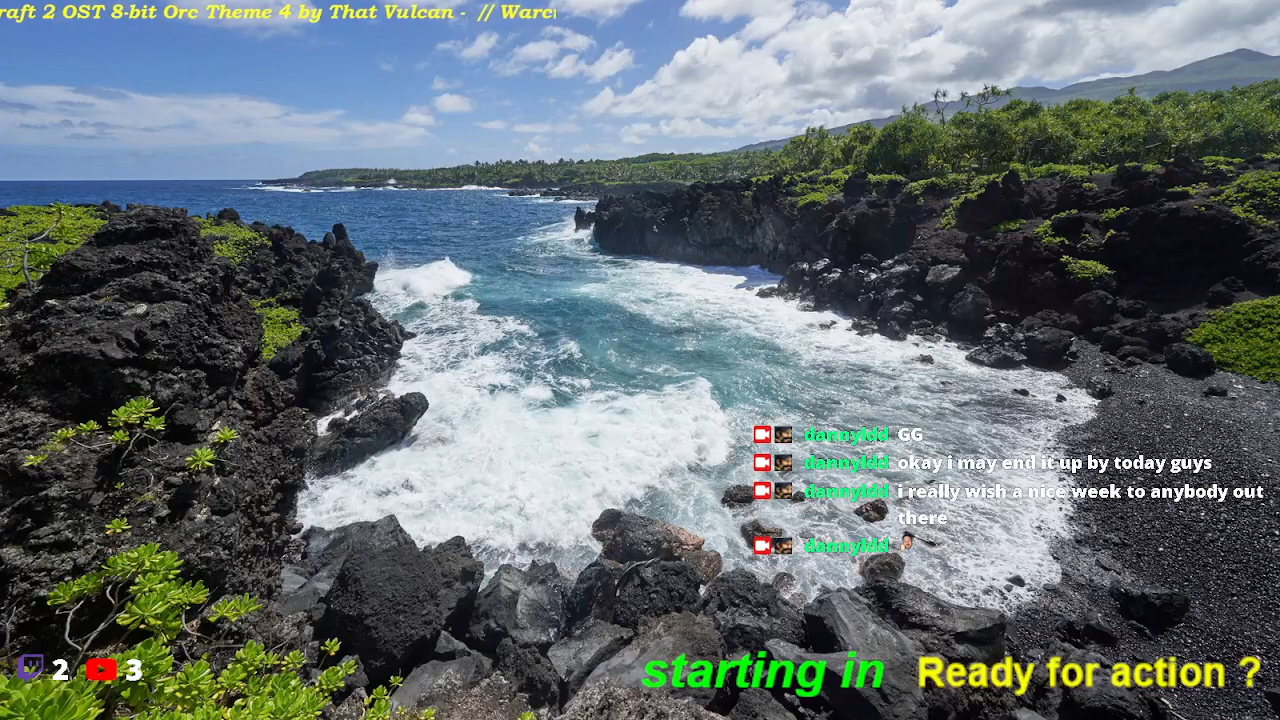 raft 2 OST 8-bit Orc Theme 4 by That Vulcan - // Warcr
dannyldd GG
dannyldd okay i may end it up by today guys
dannyldd i really wish a nice week to anybody out
there
dannyldd
2 3
starting in Ready for action ?